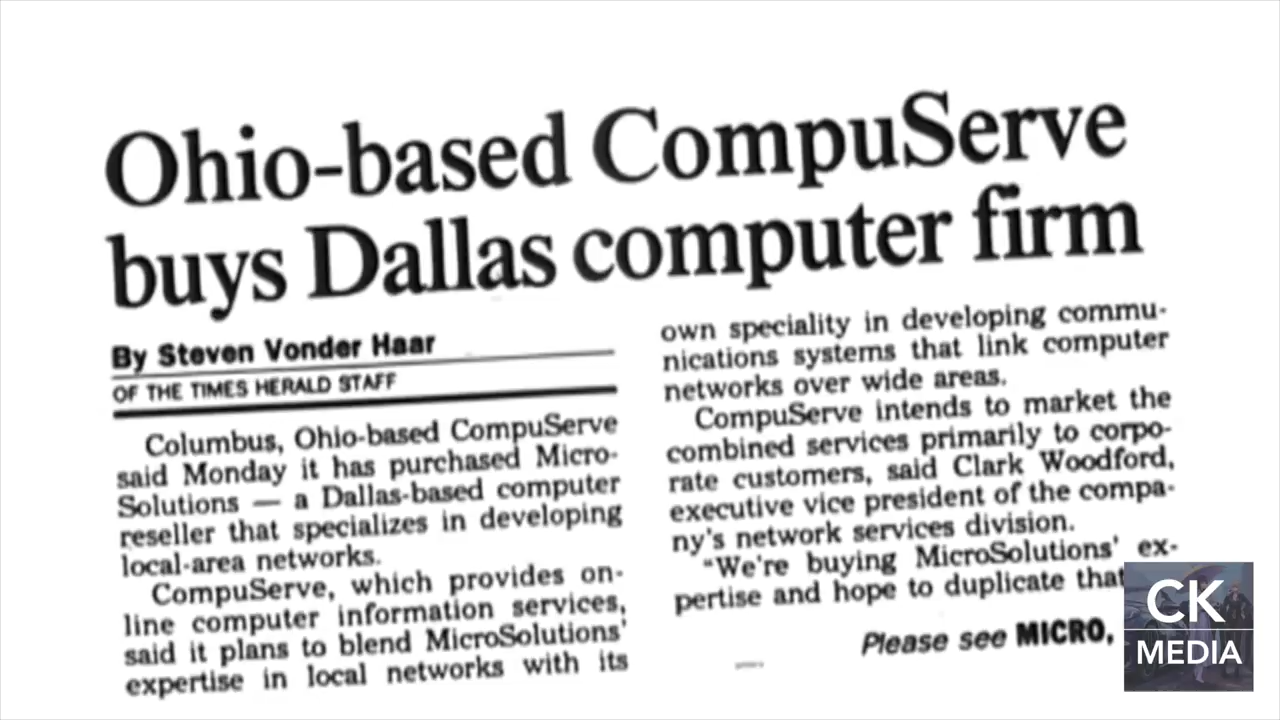 Ohio-based CompuServe
buys Dallas computer firm
By Steven Vonder Haar
OF THE TIMES HERALD STAFF
Columbus, Ohio-based CompuServe
said Monday it has purchased Micro-
Solutions — a Dallas-based computer
reseller that specializes in developing
local-area networks.
CompuServe, which provides on-
line computer information services,
said it plans to blend MicroSolutions'
expertise in local networks with its
own speciality in developing commu-
nications systems that link computer
networks over wide areas.
CompuServe intends to market the
combined services primarily to corpo-
rate customers, said Clark Woodford,
executive vice president of the compa-
ny's network services division.
"We're buying MicroSolutions' ex-
pertise and hope to duplicate that
Please see MICRO,
CK
MEDIA